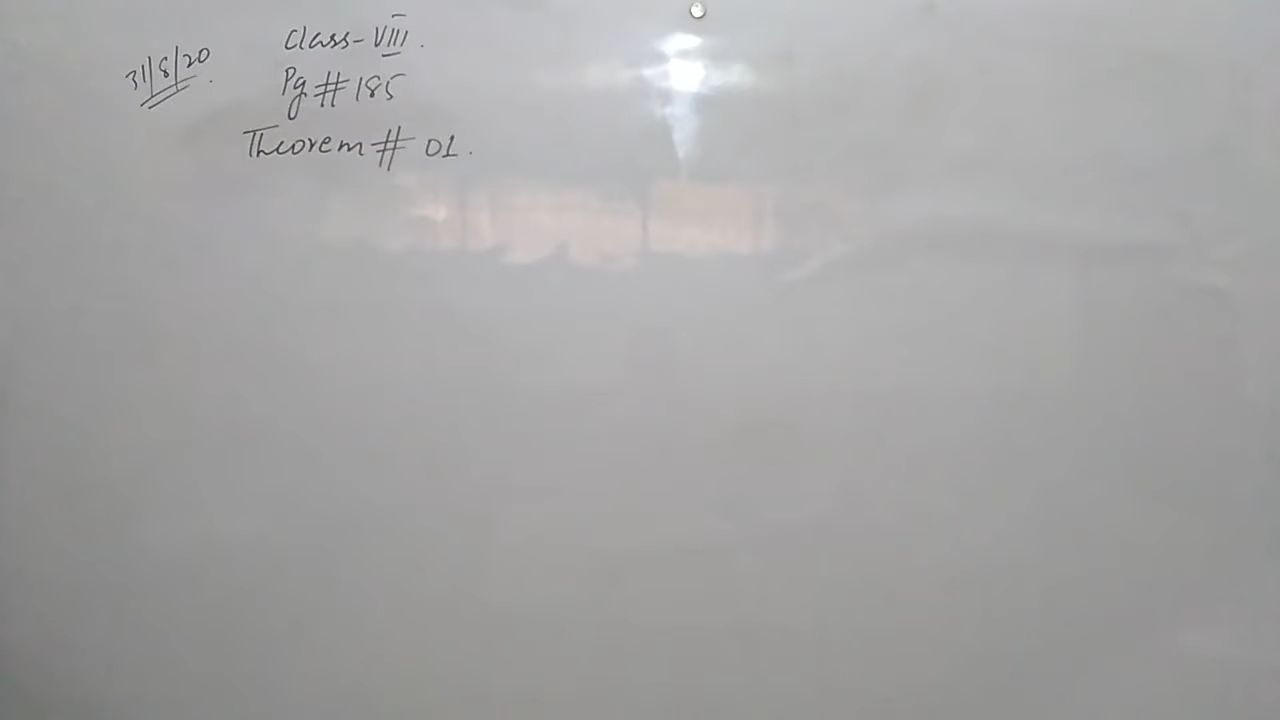 31/8/20.
Class-VIII.
Pg # 185
Theorem # 01.